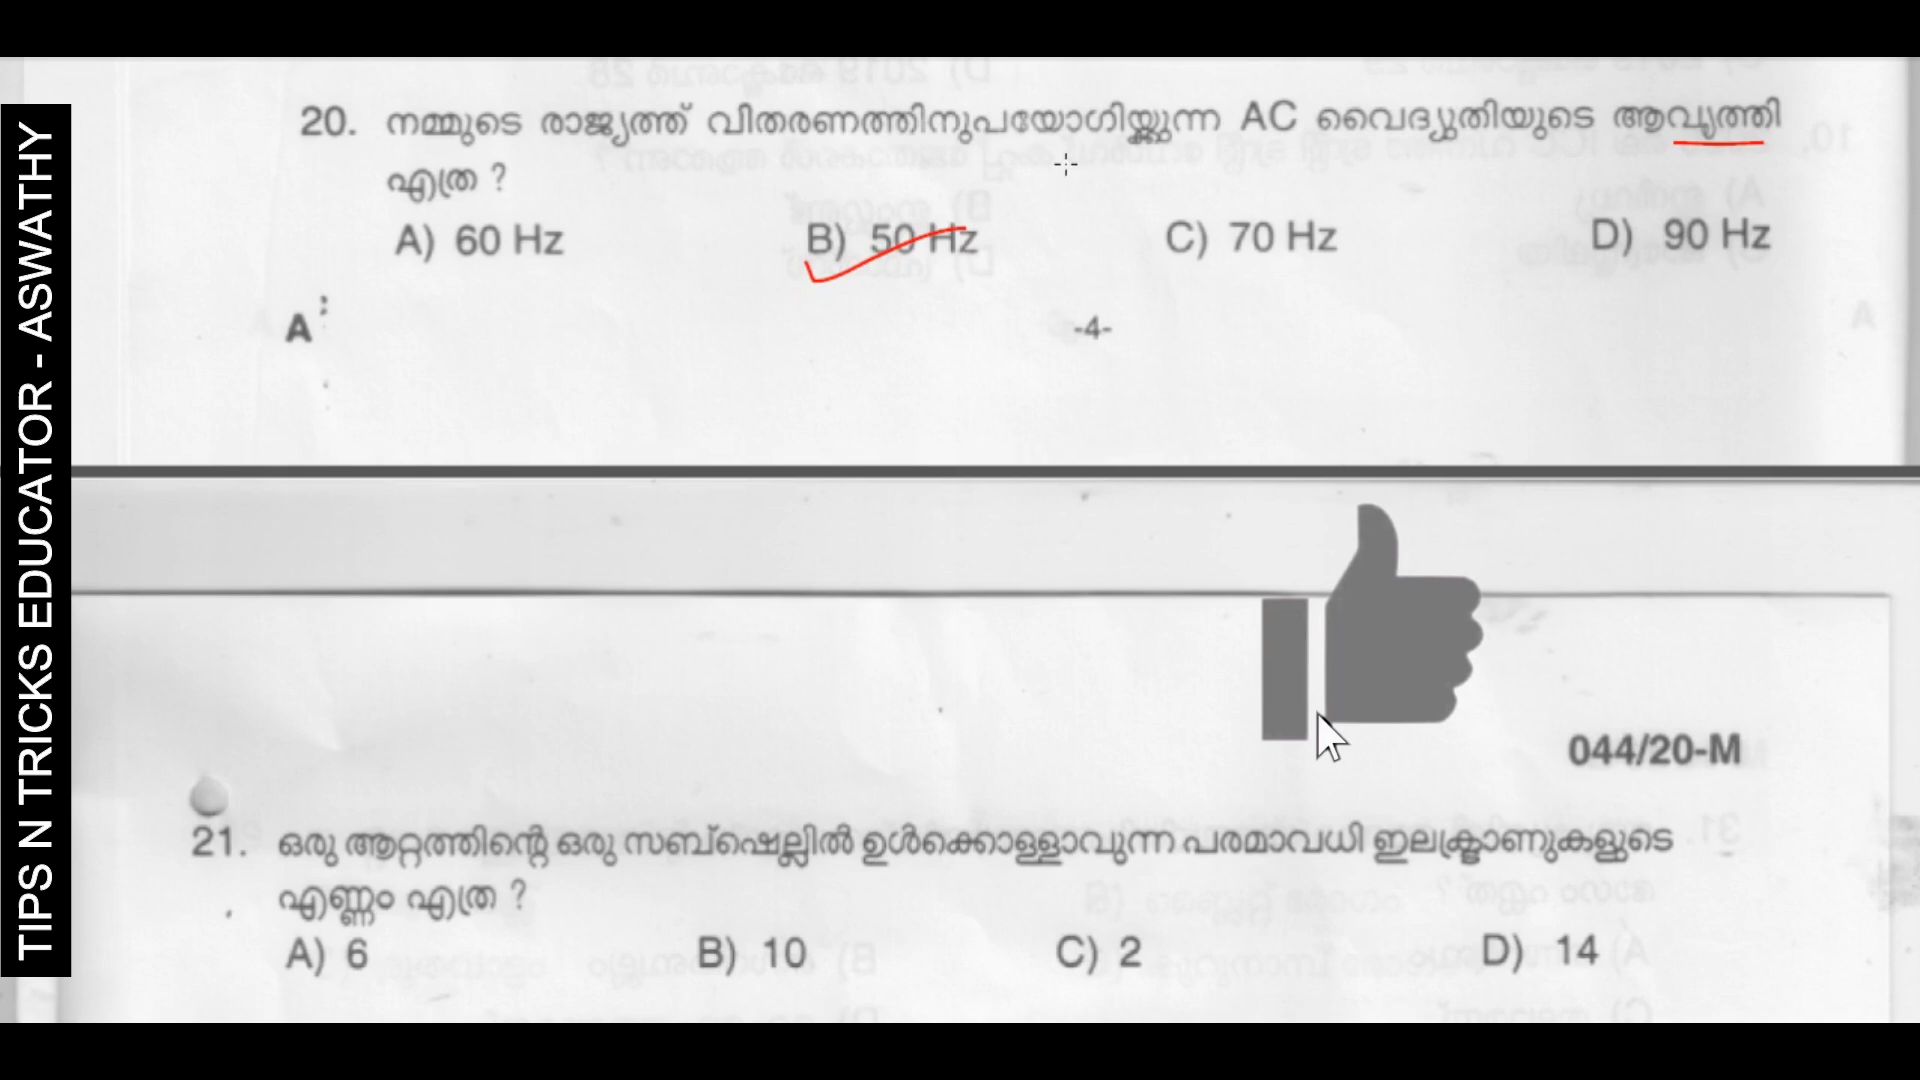 TIPS N TRICKS EDUCATOR - ASWATHY
20. നമ്മുടെ രാജ്യത്ത് വിതരണത്തിനുപയോഗിയ്ക്കുന്ന AC വൈദ്യുതിയുടെ ആവൃത്തി
എത്ര ?
A) 60 Hz B) 50 Hz C) 70 Hz D) 90 Hz
A -4-
044/20-M
21. ഒരു ആറ്റത്തിന്റെ ഒരു സബ്ഷെല്ലിൽ ഉൾക്കൊള്ളാവുന്ന പരമാവധി ഇലക്ട്രോണുകളുടെ
എണ്ണം എത്ര ?
A) 6 B) 10 C) 2 D) 14